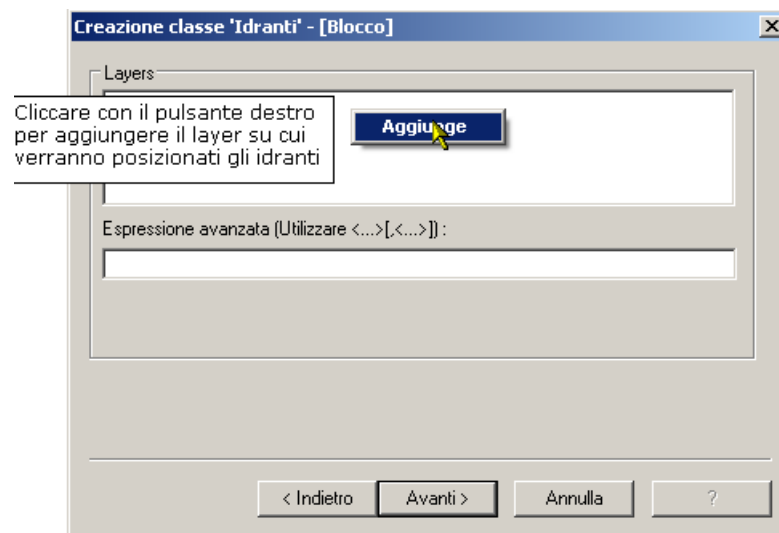 Creazione classe 'Idranti' - [Blocco]
Layers
Cliccare con il pulsante destro
per aggiungere il layer su cui
verranno posizionati gli idranti
Aggiunge
Espressione avanzata (Utilizzare <...>[,<...>]) :
< Indietro
Avanti >
Annulla
?